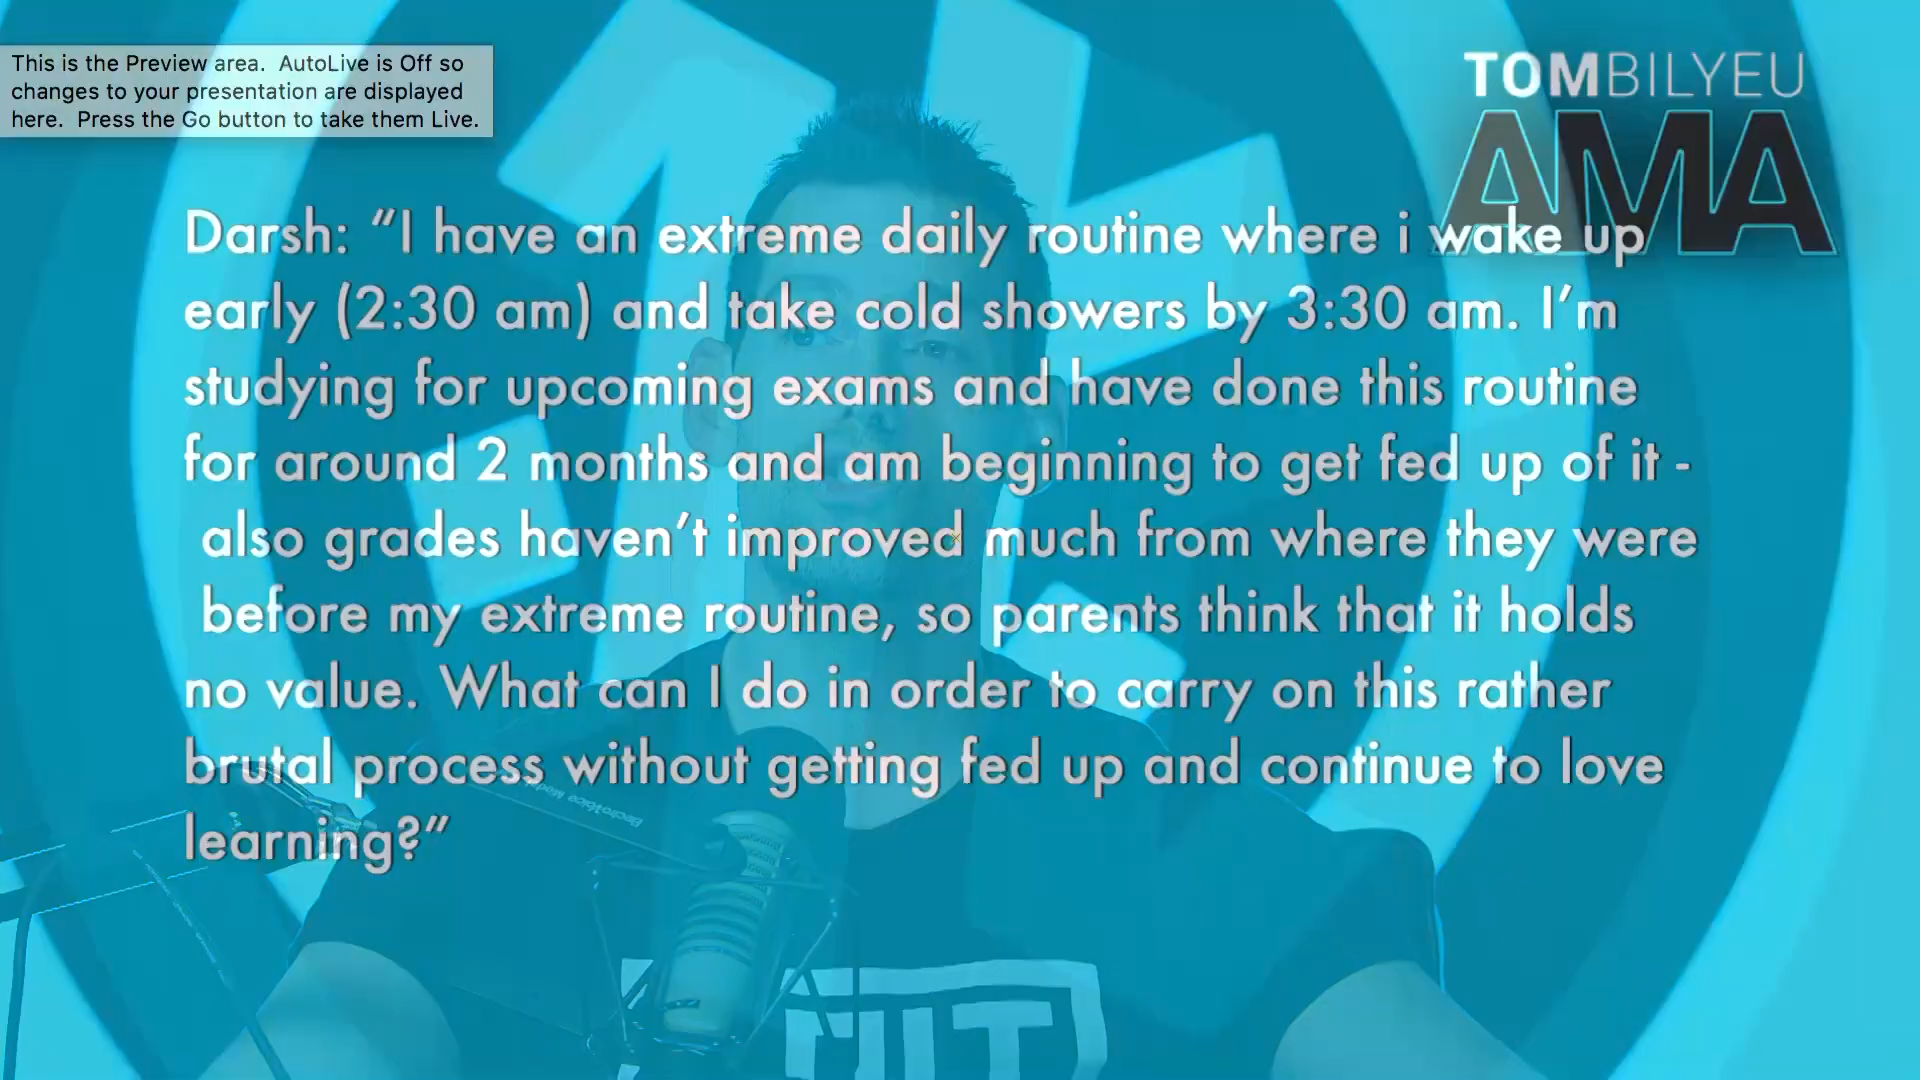 This is the Preview area.  AutoLive is Off so
changes to your presentation are displayed
here.  Press the Go button to take them Live.
TOMBILYEU
AMA
Darsh: “I have an extreme daily routine where i wake up
early (2:30 am) and take cold showers by 3:30 am. I’m
studying for upcoming exams and have done this routine
for around 2 months and am beginning to get fed up of it -
also grades haven’t improved much from where they were
before my extreme routine, so parents think that it holds
no value. What can I do in order to carry on this rather
brutal process without getting fed up and continue to love
learning?”